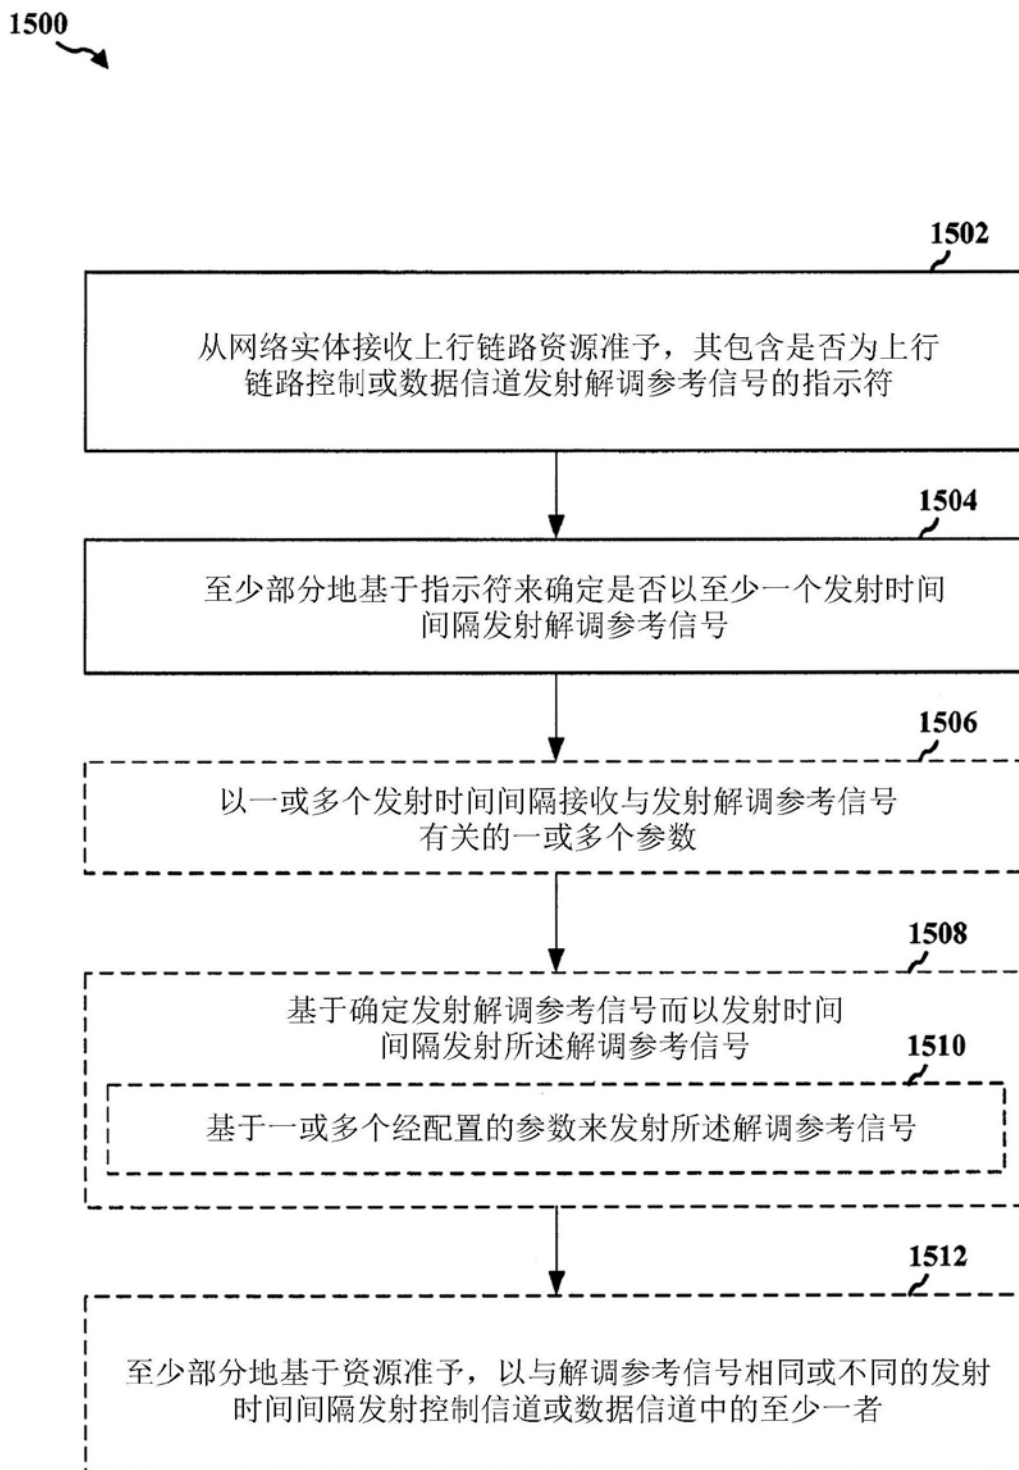 1500
1502
从网络实体接收上行链路资源准予，其包含是否为上行
链路控制或数据信道发射解调参考信号的指示符
1504
至少部分地基于指示符来确定是否以至少一个发射时间
间隔发射解调参考信号
1506
以一或多个发射时间间隔接收与发射解调参考信号
有关的一或多个参数
1508
基于确定发射解调参考信号而以发射时间
间隔发射所述解调参考信号
1510
基于一或多个经配置的参数来发射所述解调参考信号
1512
至少部分地基于资源准予，以与解调参考信号相同或不同的发射
时间间隔发射控制信道或数据信道中的至少一者